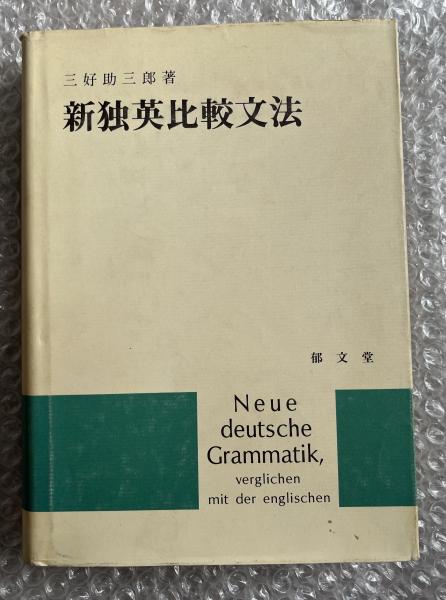 三好助三郎著
新独英比較文法
郁文堂
Neue
deutsche
Grammatik,
verglichen
mit der englischen